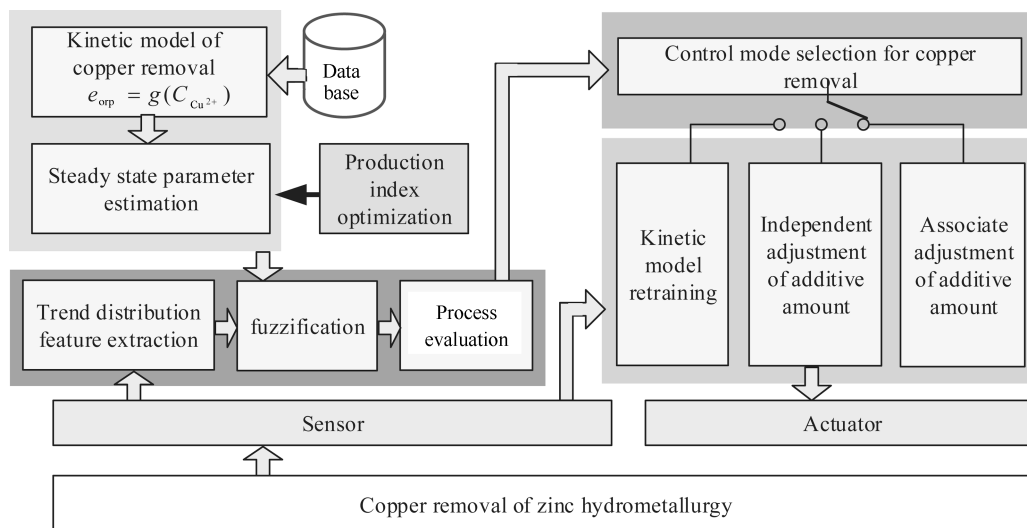 Kinetic model of
copper removal
e_orp = g(C_Cu²⁺)
Data
base
Steady state parameter
estimation
Production
index
optimization
Trend distribution
feature extraction
fuzzification
Process
evaluation
Control mode selection for copper
removal
Kinetic
model
retraining
Independent
adjustment
of additive
amount
Associate
adjustment
of additive
amount
Sensor
Actuator
Copper removal of zinc hydrometallurgy